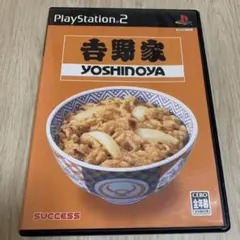 PlayStation®2
吉野家
YOSHINOYA
SUCCESS
CERO
全年齢